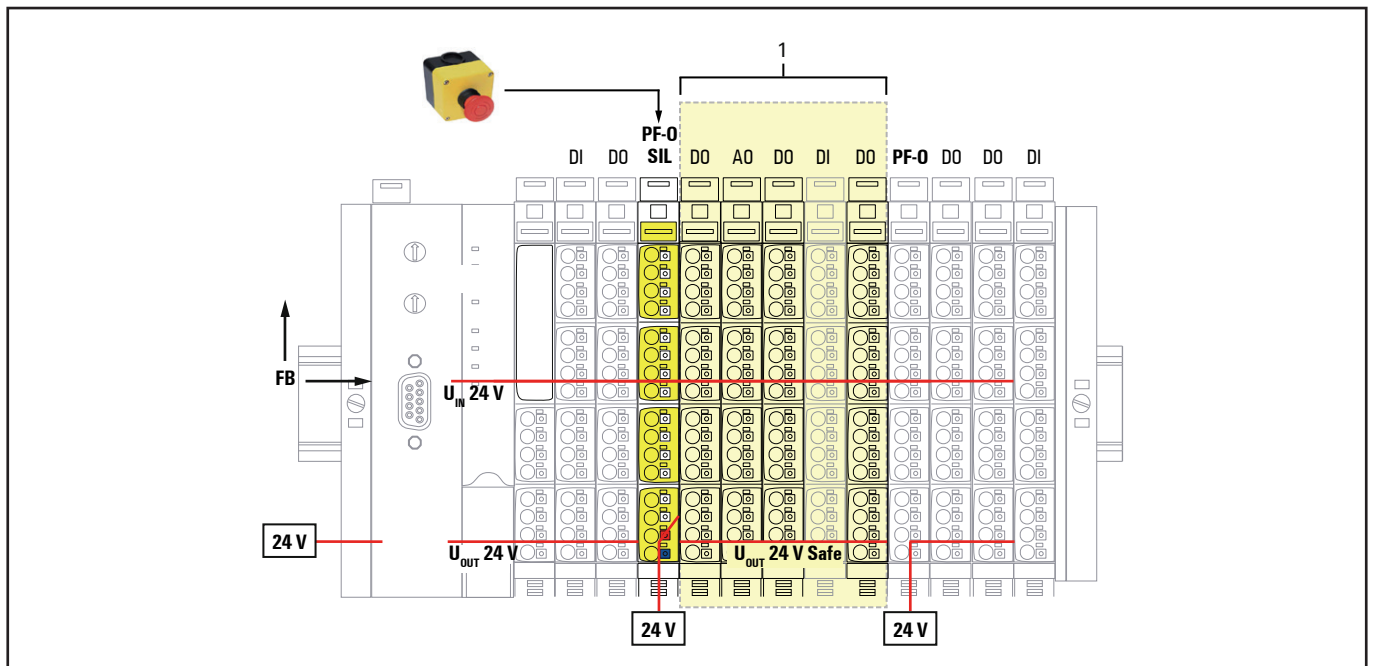 1
PF-O
SIL
DI DO DO AO DO DI DO PF-O DO DO DI
FB
U_IN 24 V
24 V
U_OUT 24 V
U_OUT 24 V Safe
24 V 24 V